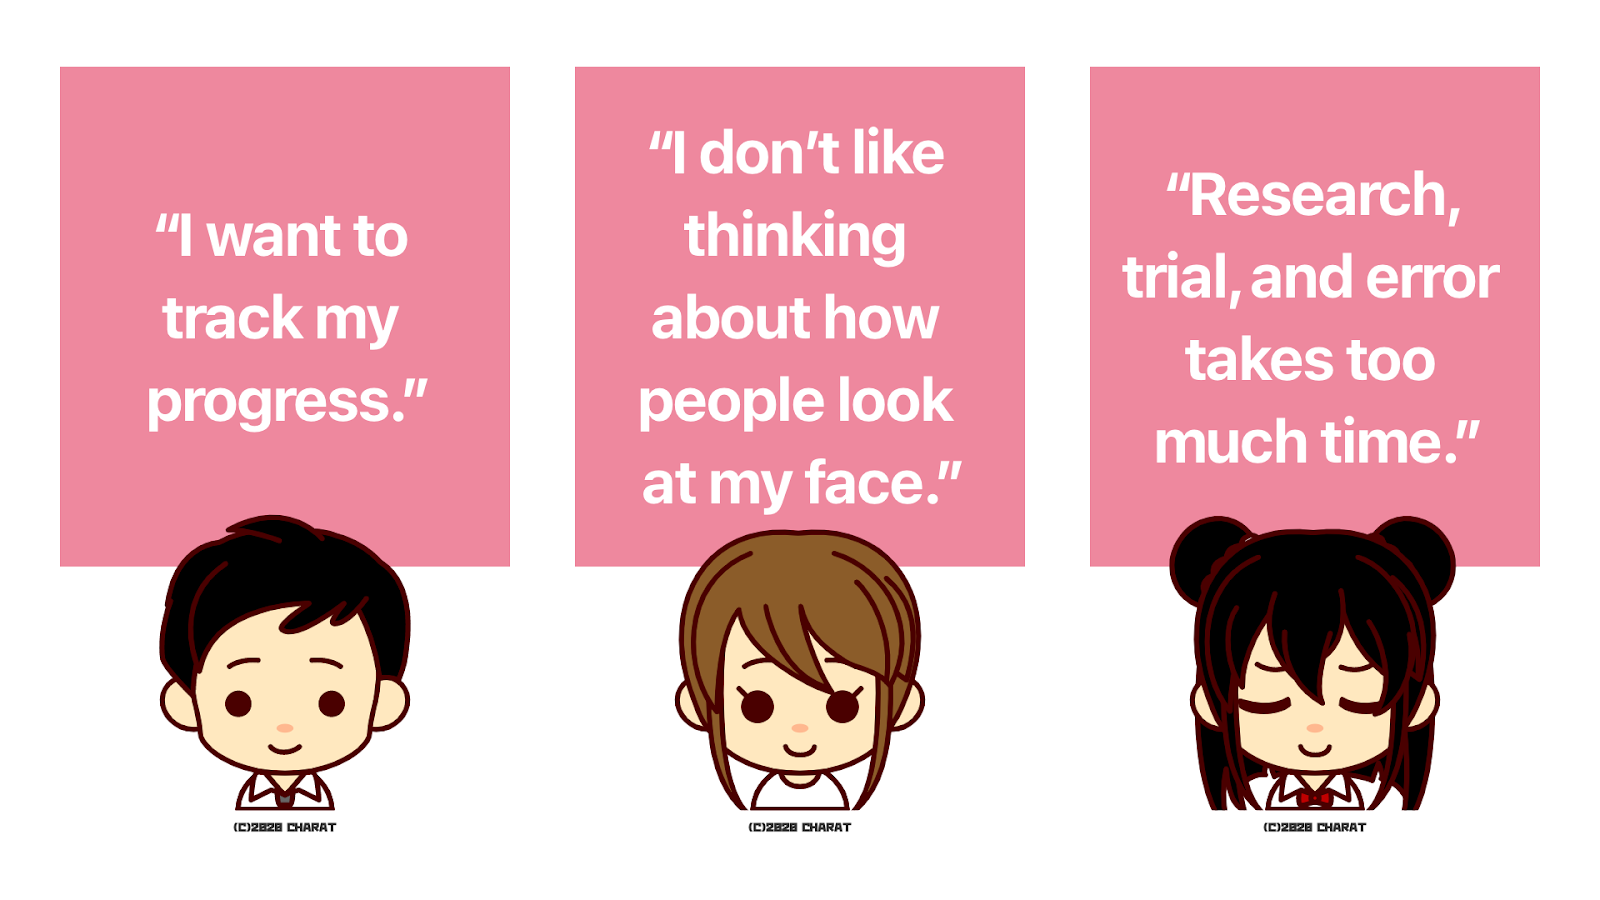 “I want to
track my
progress.”
“I don’t like
thinking
about how
people look
at my face.”
“Research,
trial, and error
takes too
much time.”
(C)2020 CHARAT
(C)2020 CHARAT
(C)2020 CHARAT